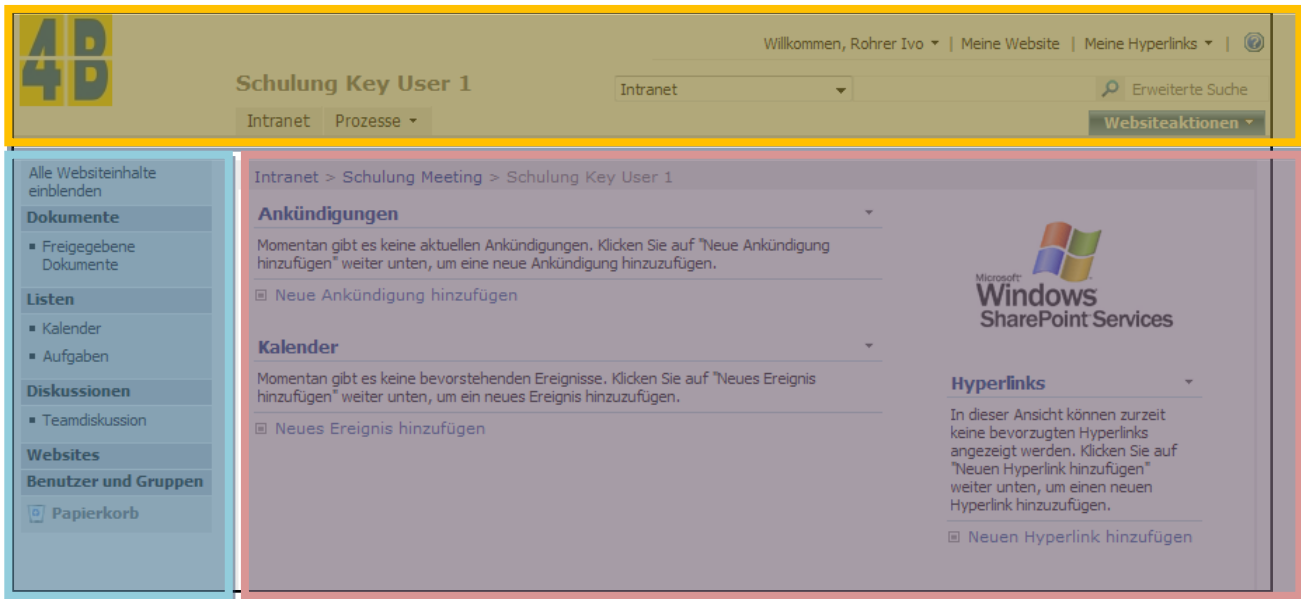 4B
4B
Willkommen, Rohrer Ivo | Meine Website | Meine Hyperlinks |
Schulung Key User 1
Intranet
Erweiterte Suche
Intranet Prozesse
Websiteaktionen
Alle Websiteinhalte
einblenden
Dokumente
Freigegebene
Dokumente
Listen
Kalender
Aufgaben
Diskussionen
Teamdiskussion
Websites
Benutzer und Gruppen
Papierkorb
Intranet > Schulung Meeting > Schulung Key User 1
Ankündigungen
Momentan gibt es keine aktuellen Ankündigungen. Klicken Sie auf "Neue Ankündigung
hinzufügen" weiter unten, um eine neue Ankündigung hinzuzufügen.
Neue Ankündigung hinzufügen
Kalender
Momentan gibt es keine bevorstehenden Ereignisse. Klicken Sie auf "Neues Ereignis
hinzufügen" weiter unten, um ein neues Ereignis hinzuzufügen.
Neues Ereignis hinzufügen
Microsoft
Windows
SharePoint Services
Hyperlinks
In dieser Ansicht können zurzeit
keine bevorzugten Hyperlinks
angezeigt werden. Klicken Sie auf
"Neuen Hyperlink hinzufügen"
weiter unten, um einen neuen
Hyperlink hinzuzufügen.
Neuen Hyperlink hinzufügen